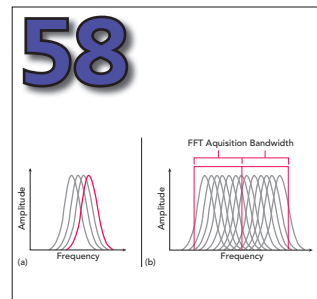 58
FFT Aquisition Bandwidth
Amplitude
Amplitude
(a)
Frequency
(b)
Frequency